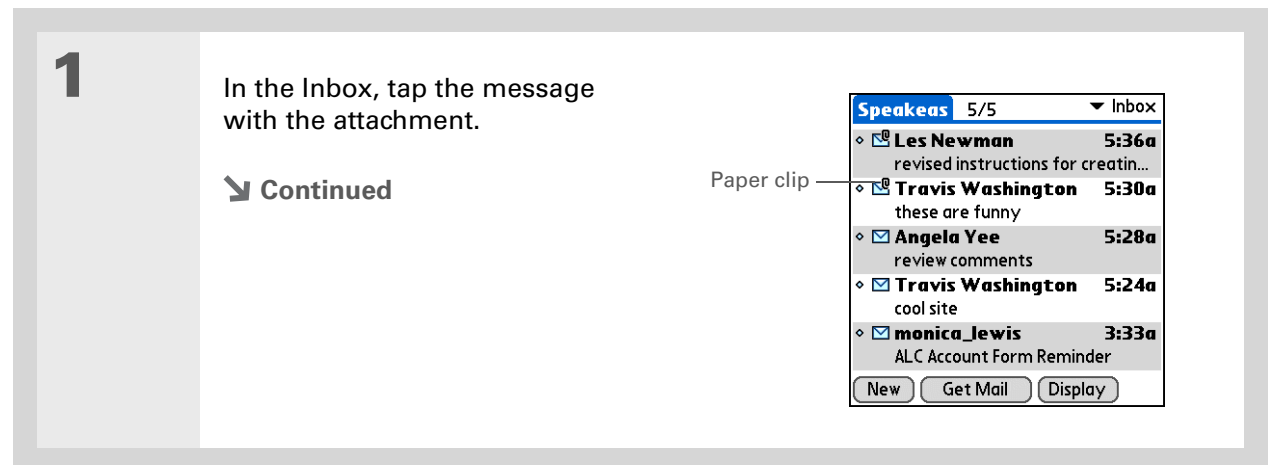 1
In the Inbox, tap the message
with the attachment.
Continued
Paper clip
Speakeas 5/5 Inbox
Les Newman 5:36a
revised instructions for creatin...
Travis Washington 5:30a
these are funny
Angela Yee 5:28a
review comments
Travis Washington 5:24a
cool site
monica_lewis 3:33a
ALC Account Form Reminder
New Get Mail Display